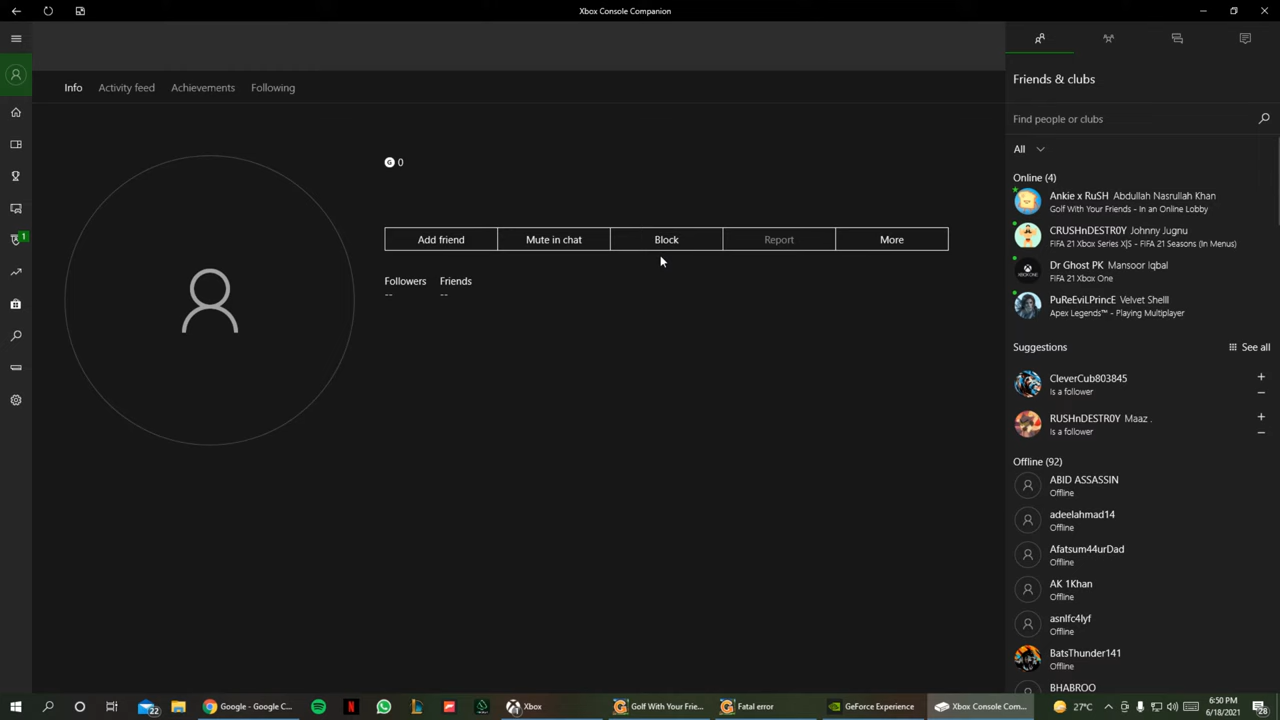 Xbox Console Companion
Info Activity feed Achievements Following
G 0
Add friend Mute in chat Block Report More
Followers Friends
-- --
1
Friends & clubs
Find people or clubs
All
Online (4)
Ankie x RuSH Abdullah Nasrullah Khan
Golf With Your Friends - In an Online Lobby
CRUSHnDESTR0Y Johnny Jugnu
FIFA 21 Xbox Series X|S - FIFA 21 Seasons (In Menus)
XBOX ONE
Dr Ghost PK Mansoor Iqbal
FIFA 21 Xbox One
PuReEviLPrincE Velvet Shelll
Apex Legends™ - Playing Multiplayer
Suggestions See all
CleverCub803845
Is a follower
RUSHnDESTR0Y Maaz .
Is a follower
Offline (92)
ABID ASSASSIN
Offline
adeelahmad14
Offline
Afatsum44urDad
Offline
AK 1Khan
Offline
asnlfc4lyf
Offline
BatsThunder141
Offline
BHABROO
22 Google - Google C... Xbox Golf With Your Frie... Fatal error GeForce Experience Xbox Console Com... 27°C 6:50 PM
6/18/2021 28